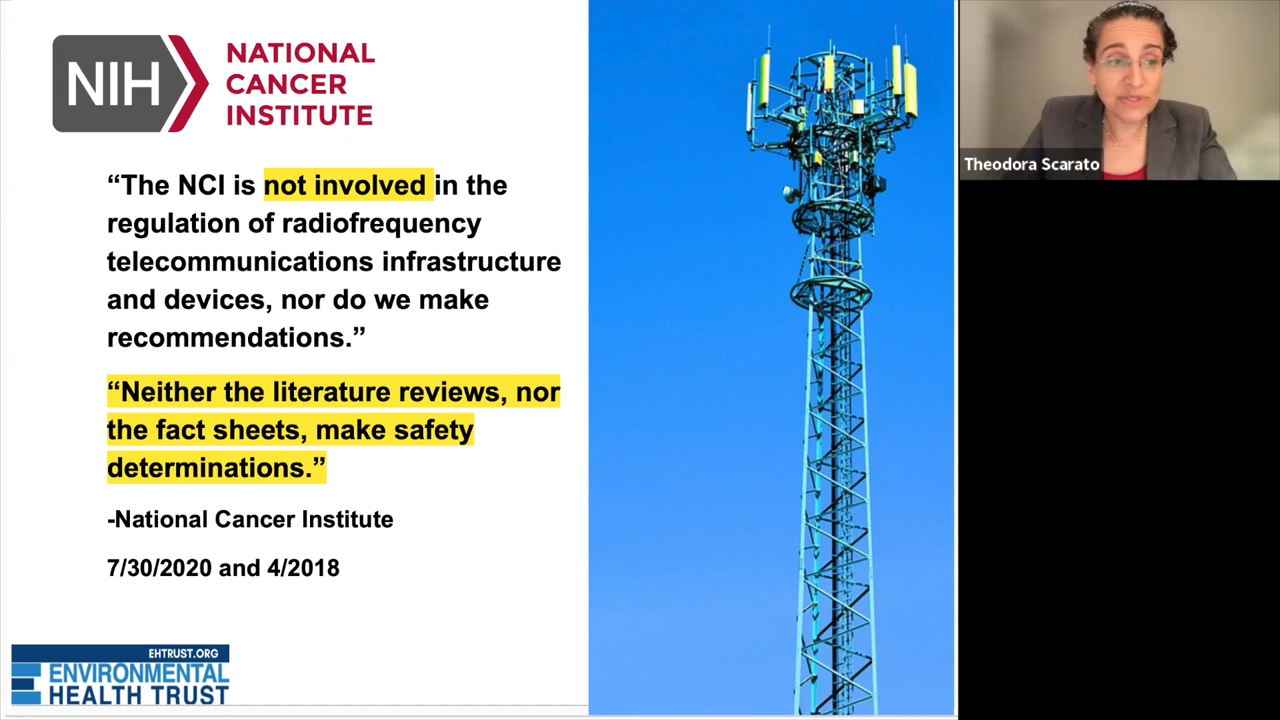 NIH
NATIONAL
CANCER
INSTITUTE
“The NCI is not involved in the
regulation of radiofrequency
telecommunications infrastructure
and devices, nor do we make
recommendations.”
“Neither the literature reviews, nor
the fact sheets, make safety
determinations.”
-National Cancer Institute
7/30/2020 and 4/2018
EHTRUST.ORG
ENVIRONMENTAL
HEALTH TRUST
Theodora Scarato